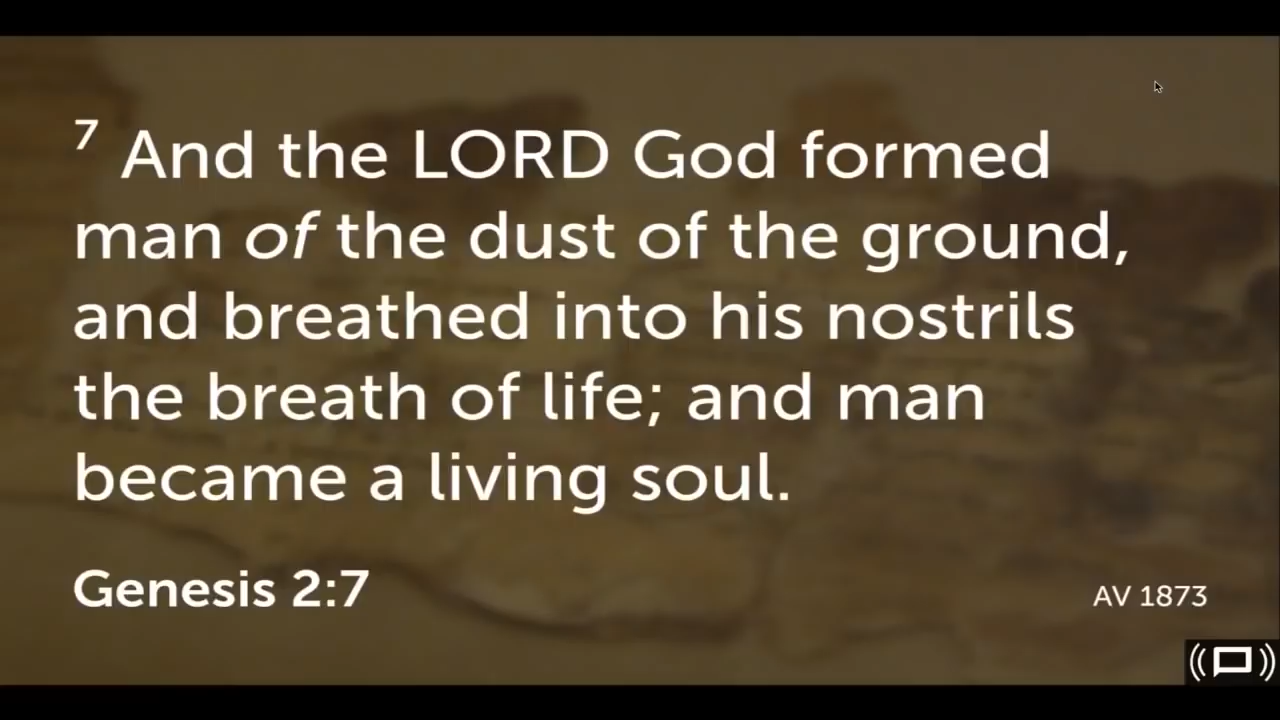 7 And the LORD God formed
man of the dust of the ground,
and breathed into his nostrils
the breath of life; and man
became a living soul.
Genesis 2:7
AV 1873